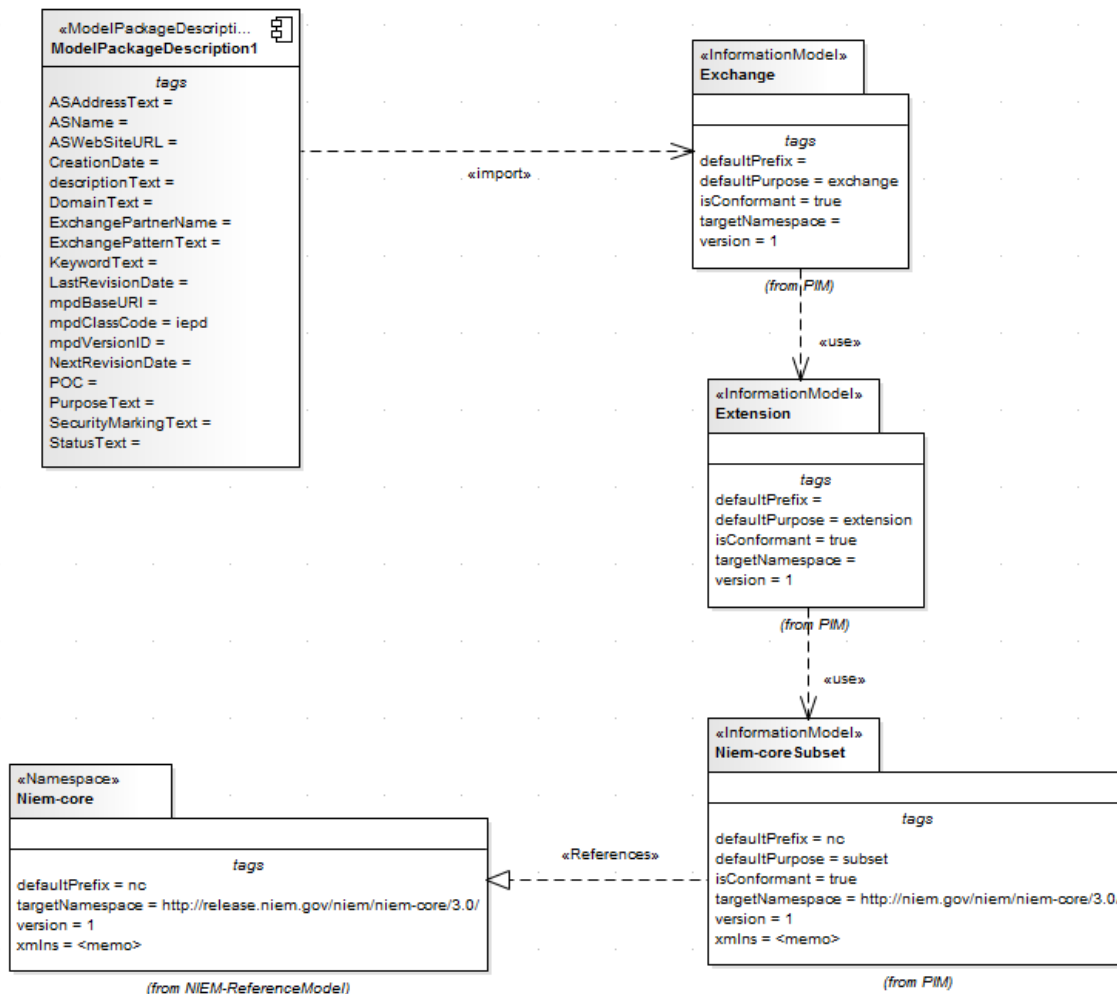 «ModelPackageDescripti...
ModelPackageDescription1
tags
ASAddressText =
ASName =
ASWebSiteURL =
CreationDate =
descriptionText =
DomainText =
ExchangePartnerName =
ExchangePatternText =
KeywordText =
LastRevisionDate =
mpdBaseURI =
mpdClassCode = iepd
mpdVersionID =
NextRevisionDate =
POC =
PurposeText =
SecurityMarkingText =
StatusText =
«import»
«InformationModel»
Exchange
tags
defaultPrefix =
defaultPurpose = exchange
isConformant = true
targetNamespace =
version = 1
(from PIM)
«use»
«InformationModel»
Extension
tags
defaultPrefix =
defaultPurpose = extension
isConformant = true
targetNamespace =
version = 1
(from PIM)
«use»
«InformationModel»
Niem-coreSubset
tags
defaultPrefix = nc
defaultPurpose = subset
isConformant = true
targetNamespace = http://niem.gov/niem/niem-core/3.0/
version = 1
xmlns = <memo>
(from PIM)
«References»
«Namespace»
Niem-core
tags
defaultPrefix = nc
targetNamespace = http://release.niem.gov/niem/niem-core/3.0/
version = 1
xmlns = <memo>
(from NIEM-ReferenceModel)